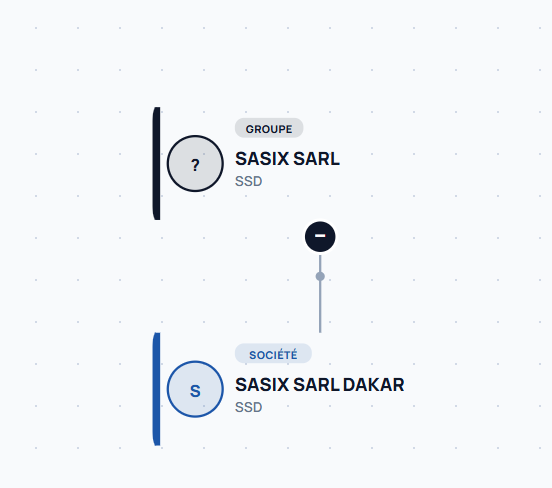 GROUPE
?
SASIX SARL
SSD
SOCIÉTÉ
S
SASIX SARL DAKAR
SSD